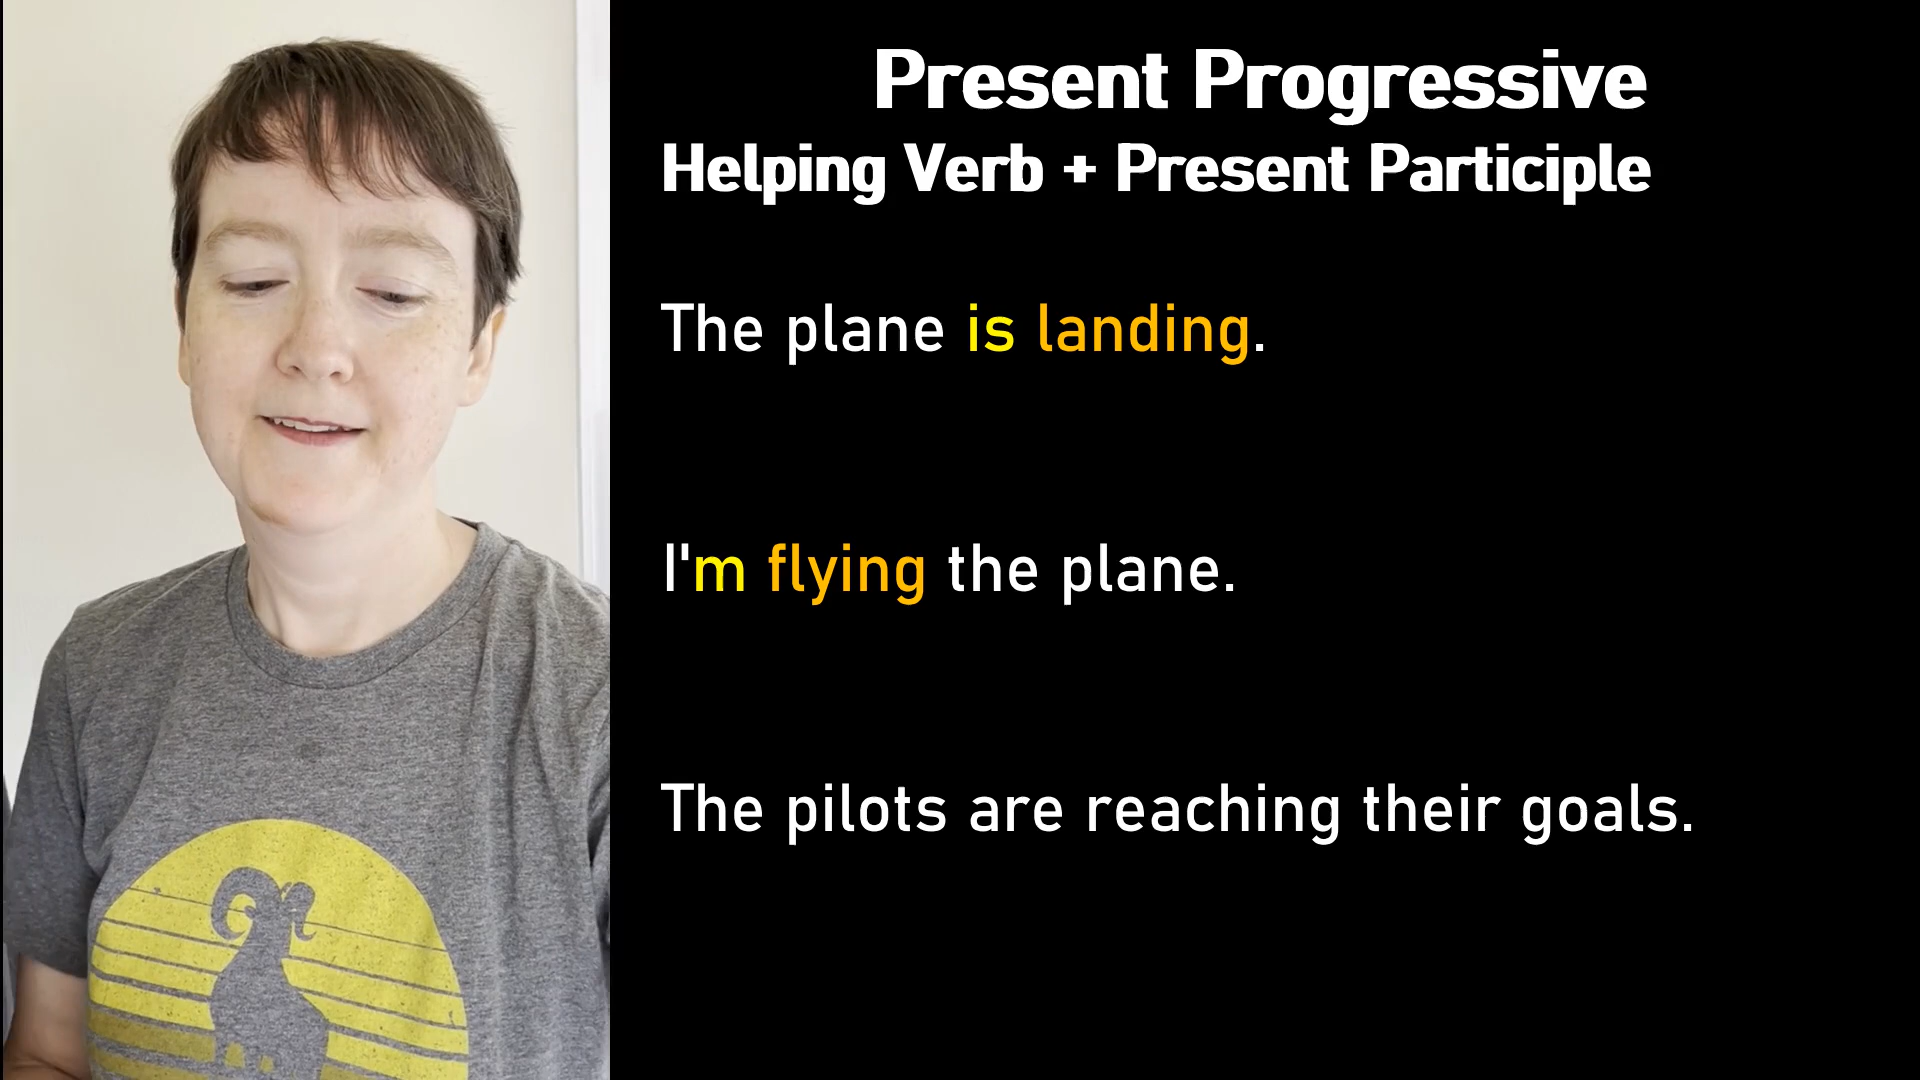 Present Progressive
Helping Verb + Present Participle
The plane is landing.
I'm flying the plane.
The pilots are reaching their goals.